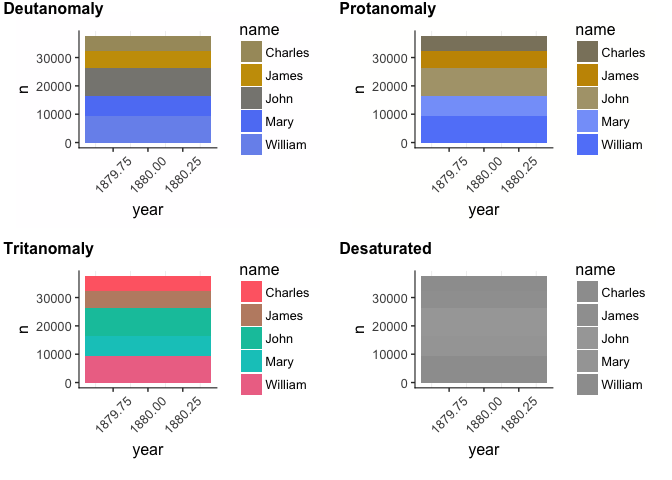 Deutanomaly
name
Charles
James
John
Mary
William
30000
20000
10000
0
n
1879.75
1880.00
1880.25
year
Protanomaly
name
Charles
James
John
Mary
William
30000
20000
10000
0
n
1879.75
1880.00
1880.25
year
Tritanomaly
name
Charles
James
John
Mary
William
30000
20000
10000
0
n
1879.75
1880.00
1880.25
year
Desaturated
name
Charles
James
John
Mary
William
30000
20000
10000
0
n
1879.75
1880.00
1880.25
year